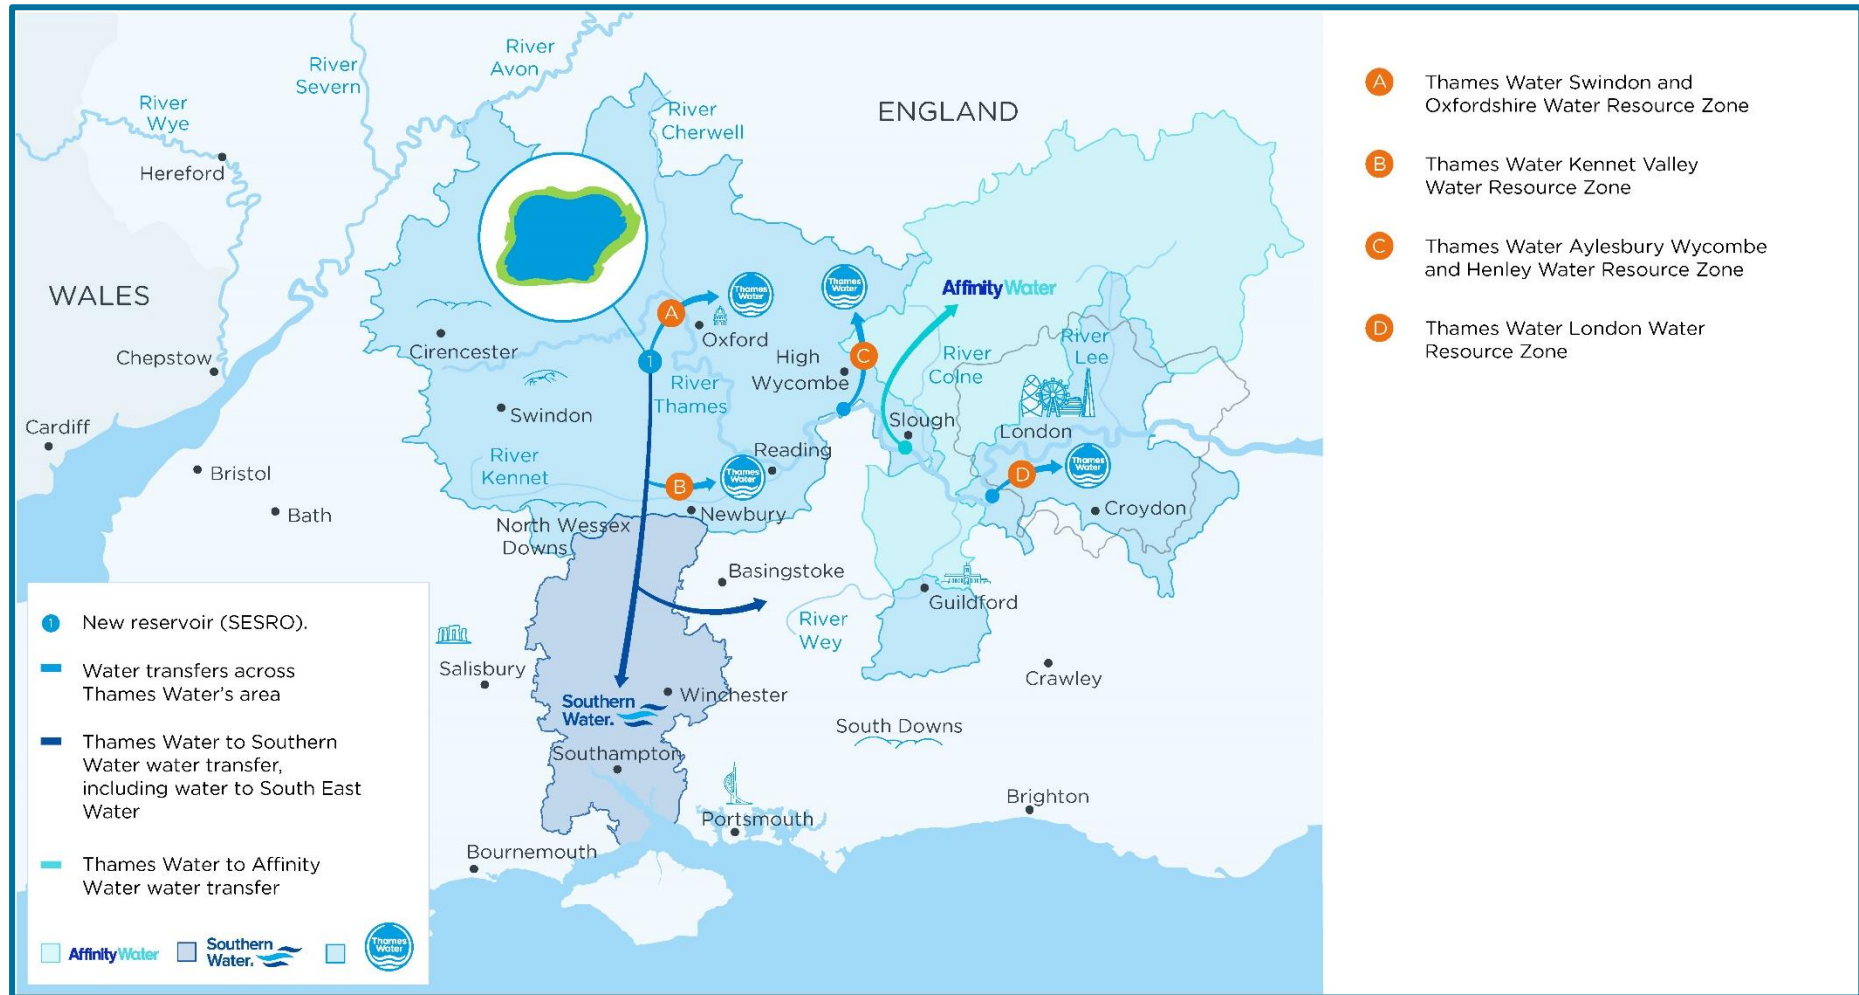 River
Avon
River
Severn
River
Wye
River
Cherwell
ENGLAND
Hereford
WALES
Thames
Water
Thames
Water
AffinityWater
A
Oxford
Cirencester
Chepstow
1
High
Wycombe
C
River
Colne
River
Lee
River
Thames
Swindon
Slough
London
Cardiff
Reading
River
Kennet
Bristol
B
Thames
Water
D
Thames
Water
Bath
Newbury
Croydon
North Wessex
Downs
Basingstoke
Guildford
River
Wey
Salisbury
Winchester
Crawley
Southern
Water.
South Downs
Southampton
Portsmouth
Brighton
Bournemouth
1 New reservoir (SESRO).
Water transfers across
Thames Water's area
Thames Water to Southern
Water water transfer,
including water to South East
Water
Thames Water to Affinity
Water water transfer
AffinityWater
Southern
Water.
Thames
Water
A Thames Water Swindon and
Oxfordshire Water Resource Zone
B Thames Water Kennet Valley
Water Resource Zone
C Thames Water Aylesbury Wycombe
and Henley Water Resource Zone
D Thames Water London Water
Resource Zone